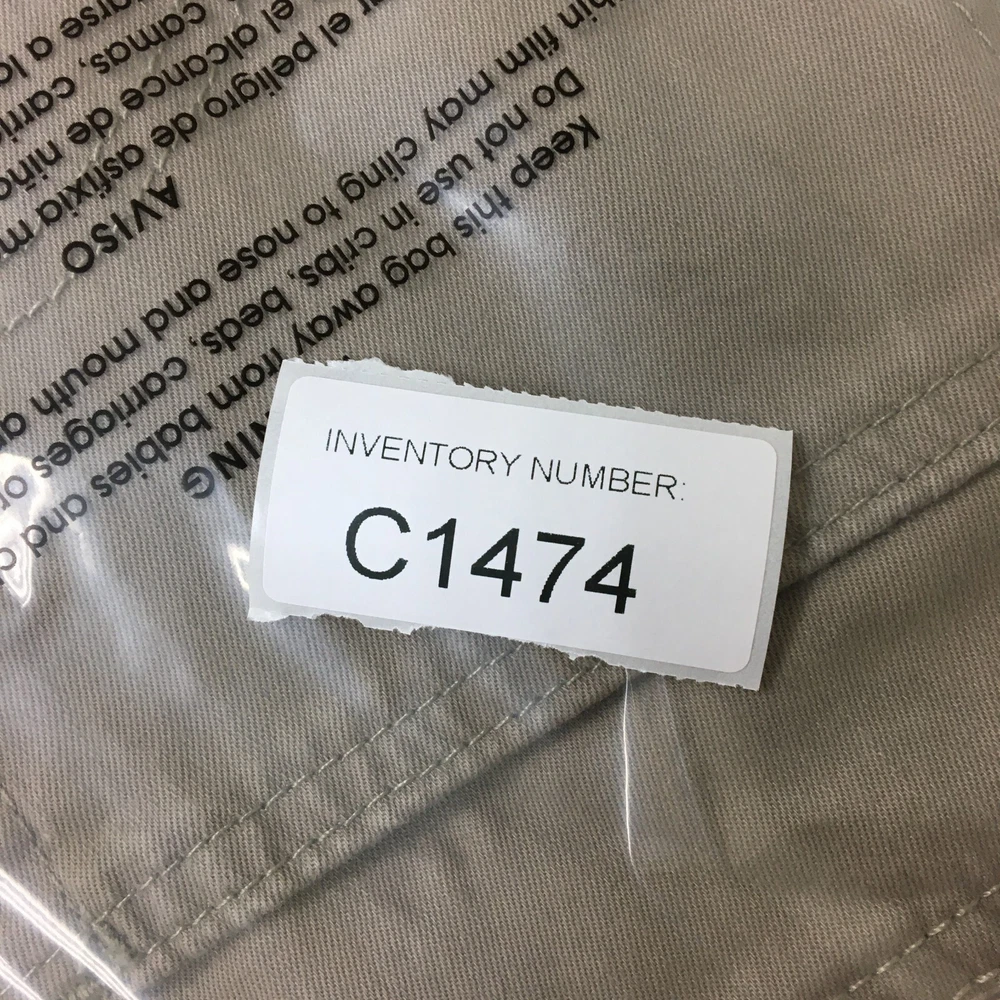 INVENTORY NUMBER:
C1474
NING
Keep this bag away from babies and
Do not use in cribs, beds, carriages or
film may cling to nose and mouth
AVISO
el peligro de asfixia
el alcance de
camas,
a